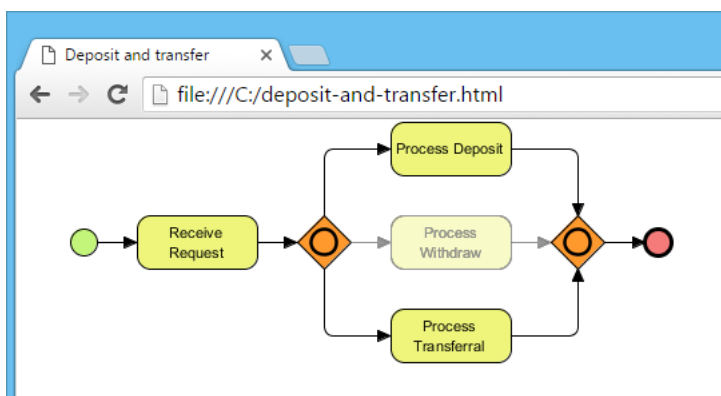 Deposit and transfer
file:///C:/deposit-and-transfer.html
Process Deposit
Receive
Request
Process
Withdraw
Process
Transferral